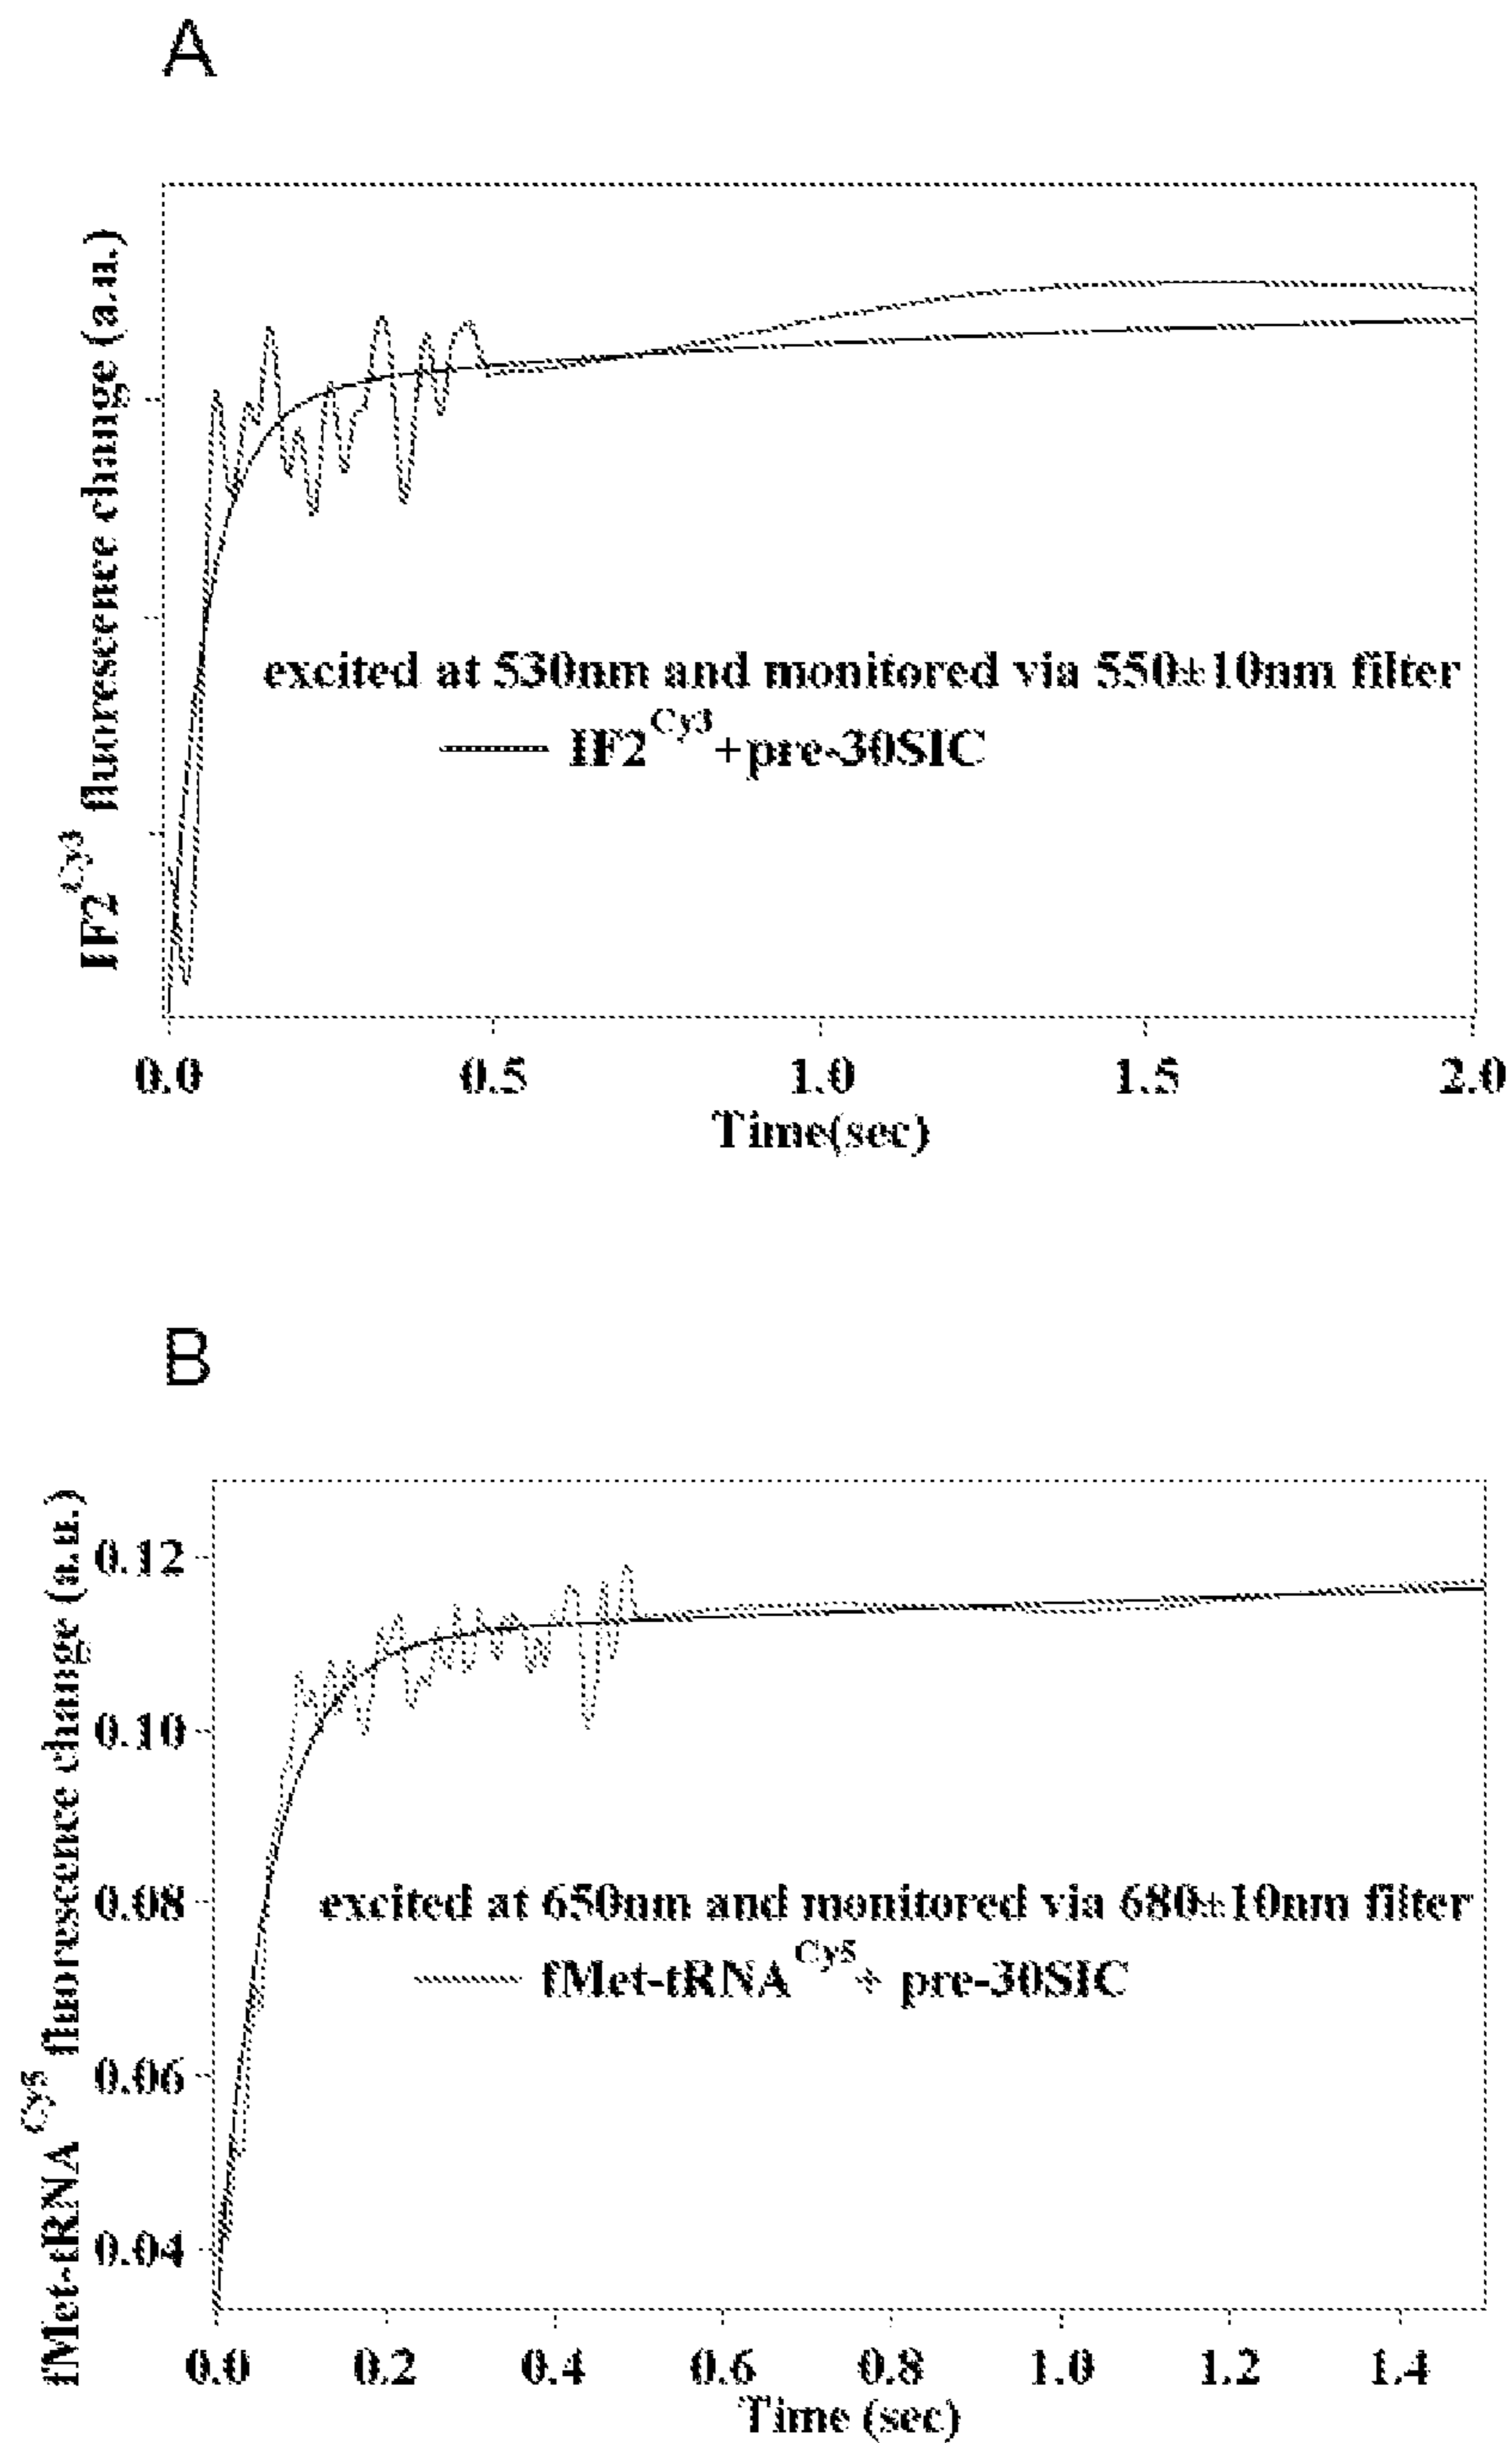 A
IF2^Cy3 fluorescence change (a.u.)
excited at 530nm and monitored via 550±10nm filter
IF2^Cy3+pre-30SIC
0.0 0.5 1.0 1.5 2.0
Time(sec)
B
fMet-tRNA^Cy5 fluorescence change (a.u.)
0.12
0.10
0.08
0.06
0.04
excited at 650nm and monitored via 680±10nm filter
fMet-tRNA^Cy5+ pre-30SIC
0.0 0.2 0.4 0.6 0.8 1.0 1.2 1.4
Time (sec)